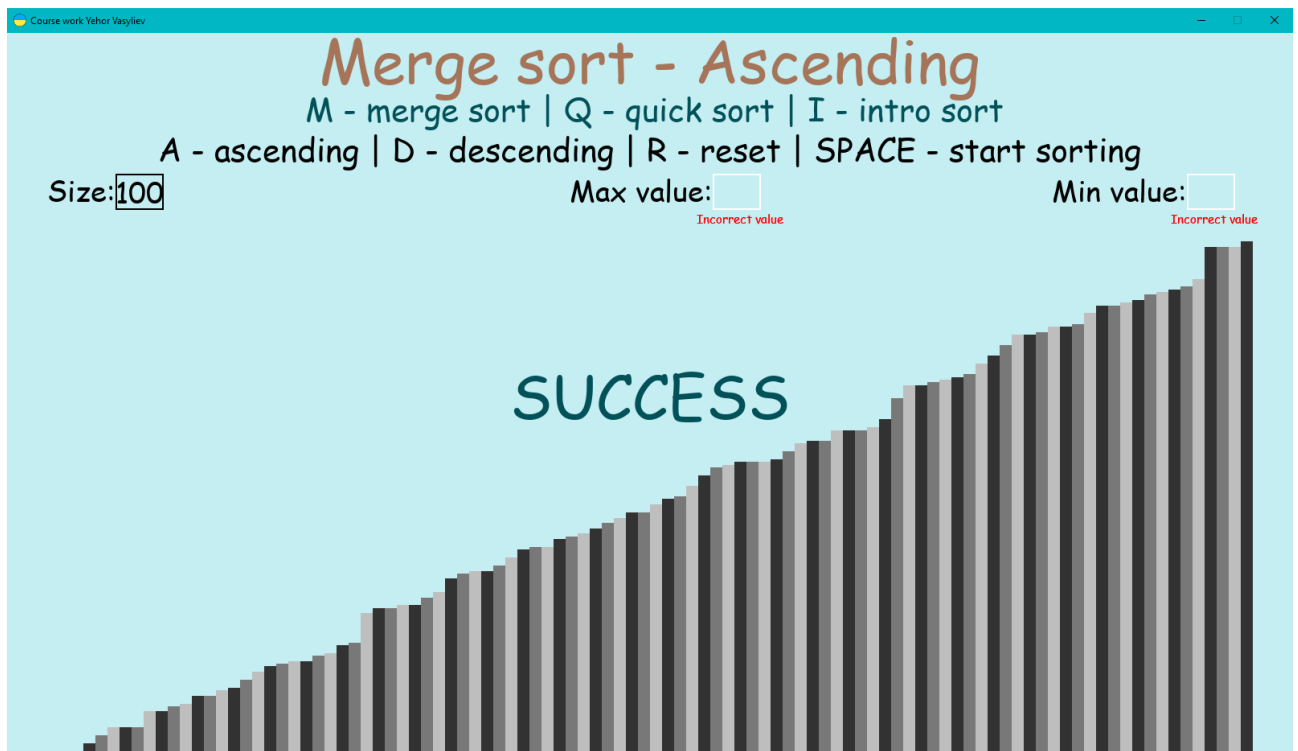 Course work Yehor Vasyliev
Merge sort - Ascending
M - merge sort | Q - quick sort | I - intro sort
A - ascending | D - descending | R - reset | SPACE - start sorting
Size: 100 Max value: Min value:
Incorrect value Incorrect value
SUCCESS